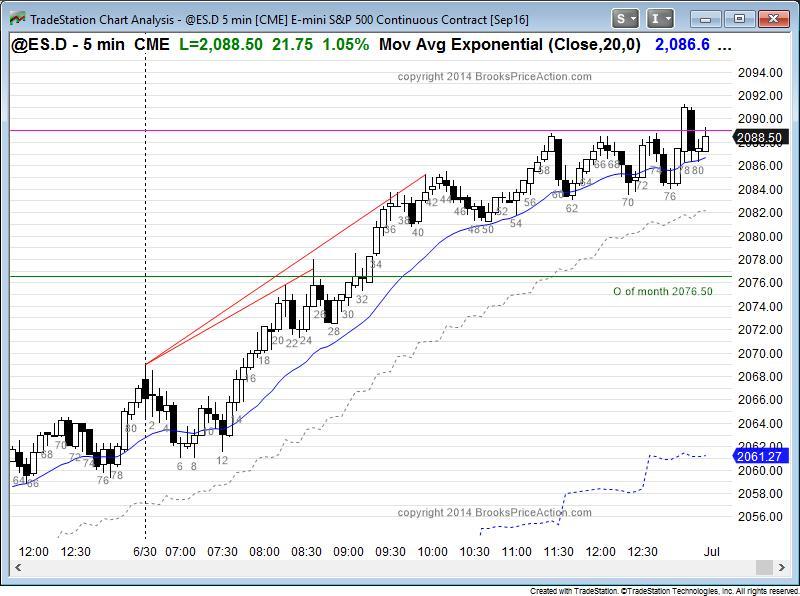 TradeStation Chart Analysis - @ES.D 5 min [CME] E-mini S&P 500 Continuous Contract [Sep16]
S
I
@ES.D - 5 min CME L=2,088.50 21.75 1.05% Mov Avg Exponential (Close,20,0) 2,086.6 ...
copyright 2014 BrooksPriceAction.com
2094.00
2092.00
2090.00
2088.50
2086.00
2084.00
2082.00
2080.00
2078.00
2076.00
2074.00
2072.00
2070.00
2068.00
2066.00
2064.00
2062.00
2061.27
2060.00
2058.00
2056.00
O of month 2076.50
64 66 68 70 72 74 76 78 80
2 4 6 8 12 14 16 18 20 22 24 26 28 30 32 34 36 38 40 42 44 46 48 50 52 54 56 58 60 62 64 66 68 70 72 74 76 78 80
copyright 2014 BrooksPriceAction.com
12:00 12:30 6/30 07:00 07:30 08:00 08:30 09:00 09:30 10:00 10:30 11:00 11:30 12:00 12:30 Jul
Created with TradeStation. ©TradeStation Technologies, Inc. All rights reserved.